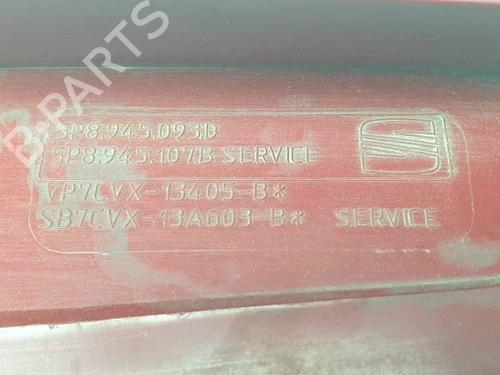 5P8.945.093D
5P8.945.107B SERVICE
VP7CVX-13405-B*
SB7CVX-13A603-B* SERVICE
B-PARTS